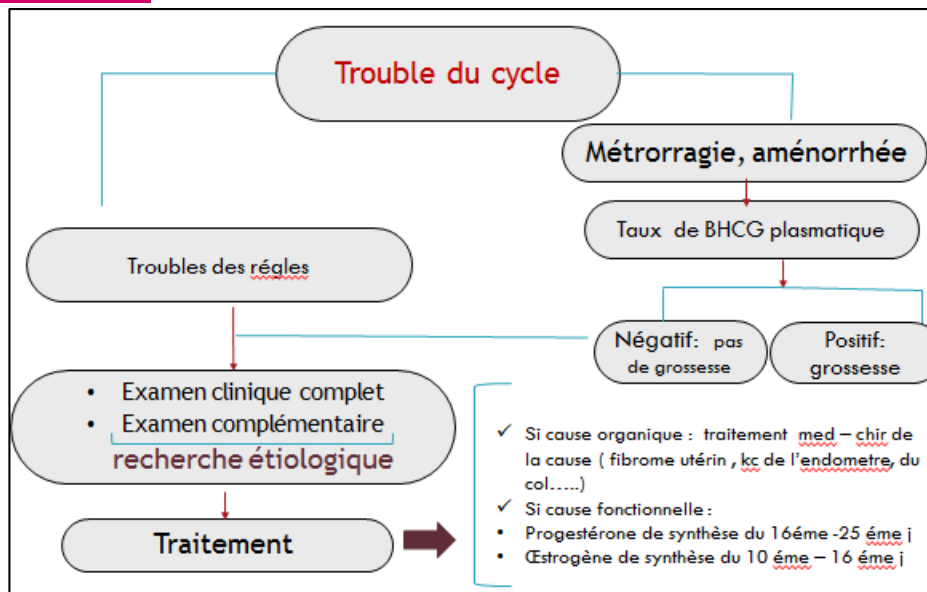 Trouble du cycle
Métrorragie, aménorrhée
Taux de BHCG plasmatique
Troubles des régles
Négatif: pas
de grossesse
Positif:
grossesse
• Examen clinique complet
• Examen complémentaire
recherche étiologique
Traitement
✓ Si cause organique : traitement med – chir de
la cause ( fibrome utérin , kc de l'endometre, du
col…..)
✓ Si cause fonctionnelle :
• Progestérone de synthèse du 16éme -25 éme j
• Œstrogène de synthèse du 10 éme – 16 éme j